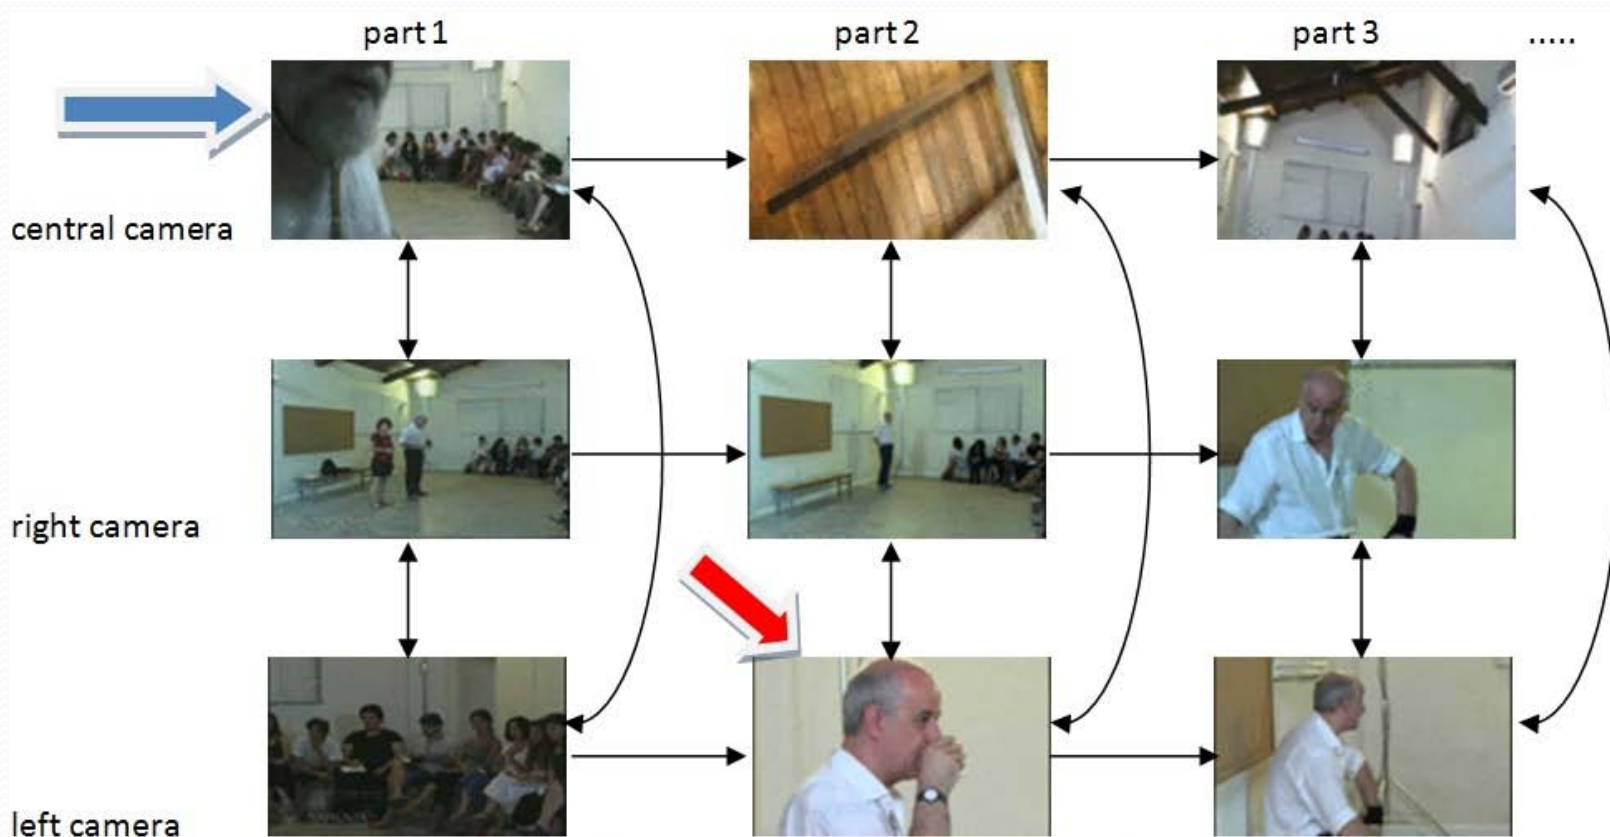 part 1
part 2
part 3
.....
central camera
right camera
left camera